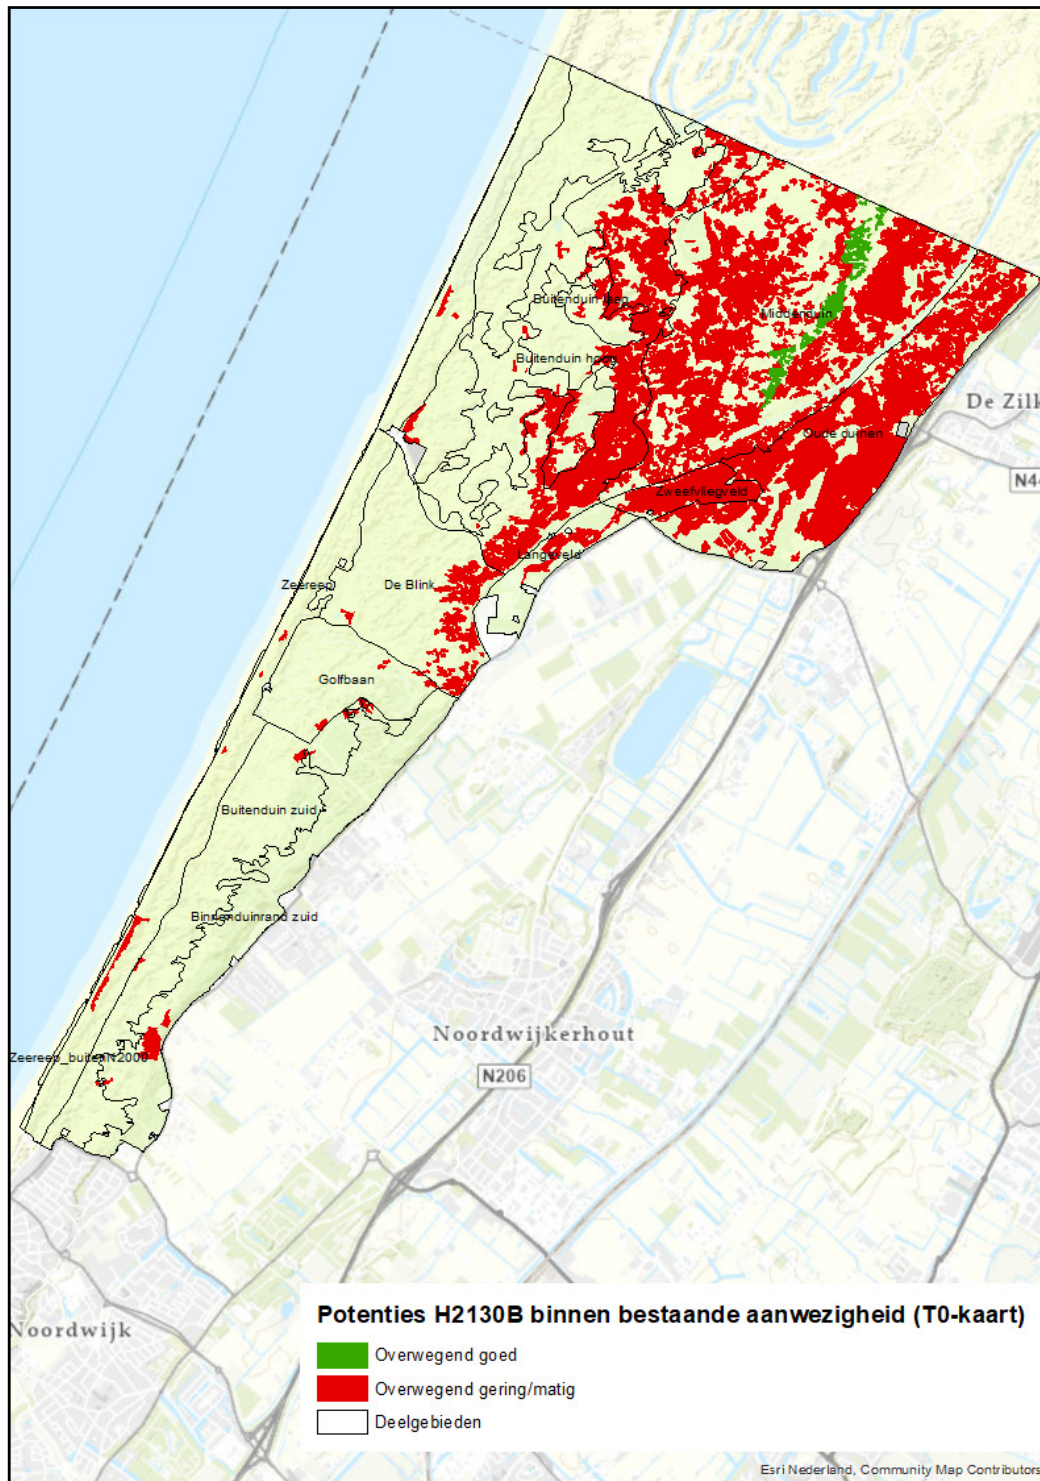 Buitenduin laag
Middenduin
Buitenduin hoog
De Zilk
Oude duinen
N44
Zweefvliegveld
Langeveld
Zeereep
De Blink
Golfbaan
Buitenduin zuid
Binnenduinrand zuid
Noordwijkerhout
Zeereep_buitenN2000
N206
Noordwijk
Potenties H2130B binnen bestaande aanwezigheid (T0-kaart)
Overwegend goed
Overwegend gering/matig
Deelgebieden
Esri Nederland, Community Map Contributors